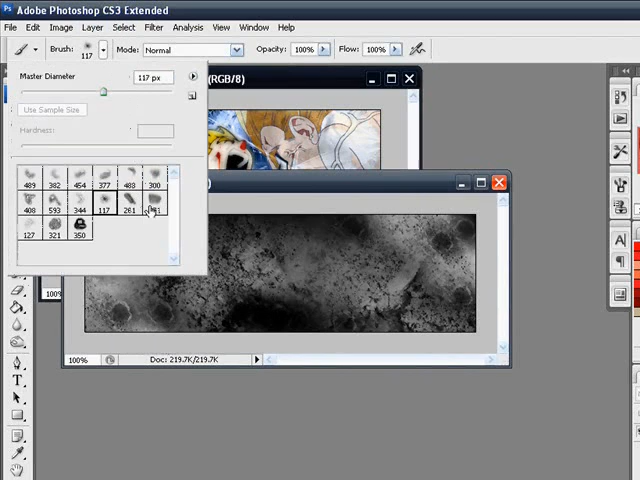 Ps Adobe Photoshop CS3 Extended
File Edit Image Layer Select Filter Analysis View Window Help
Brush: 117 Mode: Normal Opacity: 100% Flow: 100%
Master Diameter 117 px
(RGB/8)
Use Sample Size
Hardness:
489 382 454 377 488 300
408 593 344 117 261
127 321 350
100%
100% Doc: 219.7K/219.7K